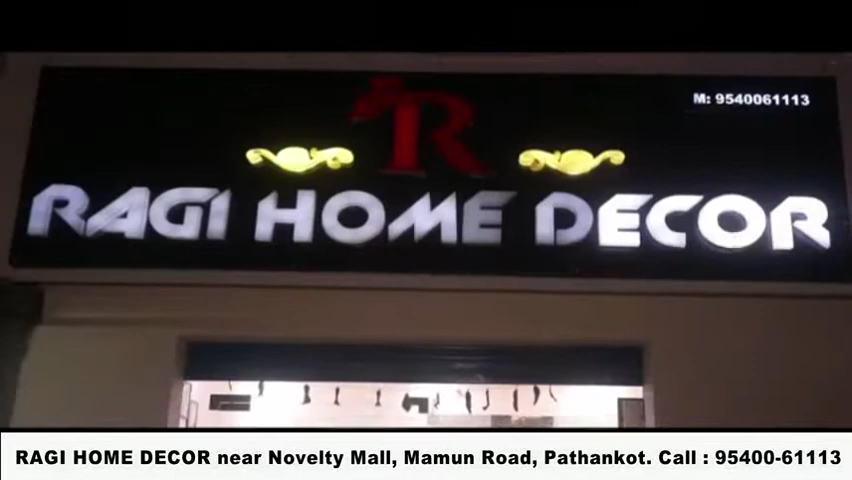 M: 9540061113
R
RAGI HOME DECOR
RAGI HOME DECOR near Novelty Mall, Mamun Road, Pathankot. Call : 95400-61113